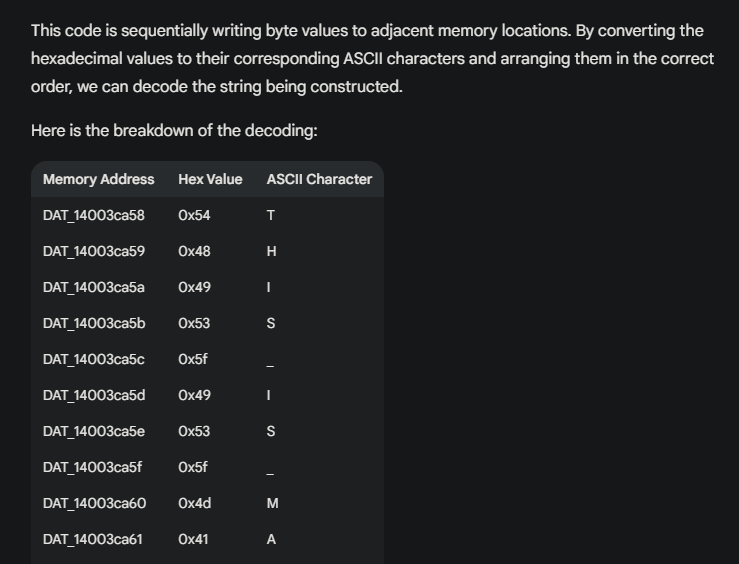 This code is sequentially writing byte values to adjacent memory locations. By converting the
hexadecimal values to their corresponding ASCII characters and arranging them in the correct
order, we can decode the string being constructed.
Here is the breakdown of the decoding:
Memory Address Hex Value ASCII Character
DAT_14003ca58 0x54 T
DAT_14003ca59 0x48 H
DAT_14003ca5a 0x49 I
DAT_14003ca5b 0x53 S
DAT_14003ca5c 0x5f _
DAT_14003ca5d 0x49 I
DAT_14003ca5e 0x53 S
DAT_14003ca5f 0x5f _
DAT_14003ca60 0x4d M
DAT_14003ca61 0x41 A